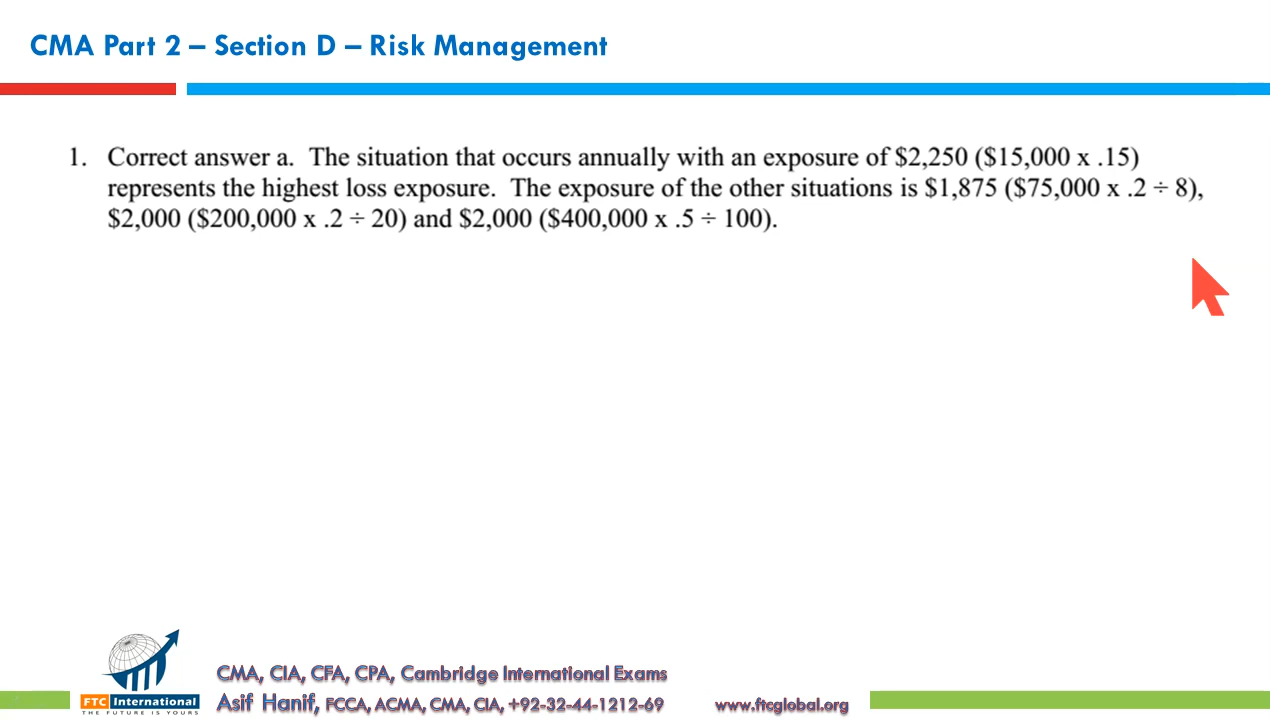 CMA Part 2 – Section D – Risk Management
1. Correct answer a. The situation that occurs annually with an exposure of $2,250 ($15,000 x .15)
represents the highest loss exposure. The exposure of the other situations is $1,875 ($75,000 x .2 ÷ 8),
$2,000 ($200,000 x .2 ÷ 20) and $2,000 ($400,000 x .5 ÷ 100).
FTC International
THE FUTURE IS YOURS
CMA, CIA, CFA, CPA, Cambridge International Exams
Asif Hanif, FCCA, ACMA, CMA, CIA, +92-32-44-1212-69
www.ftcglobal.org